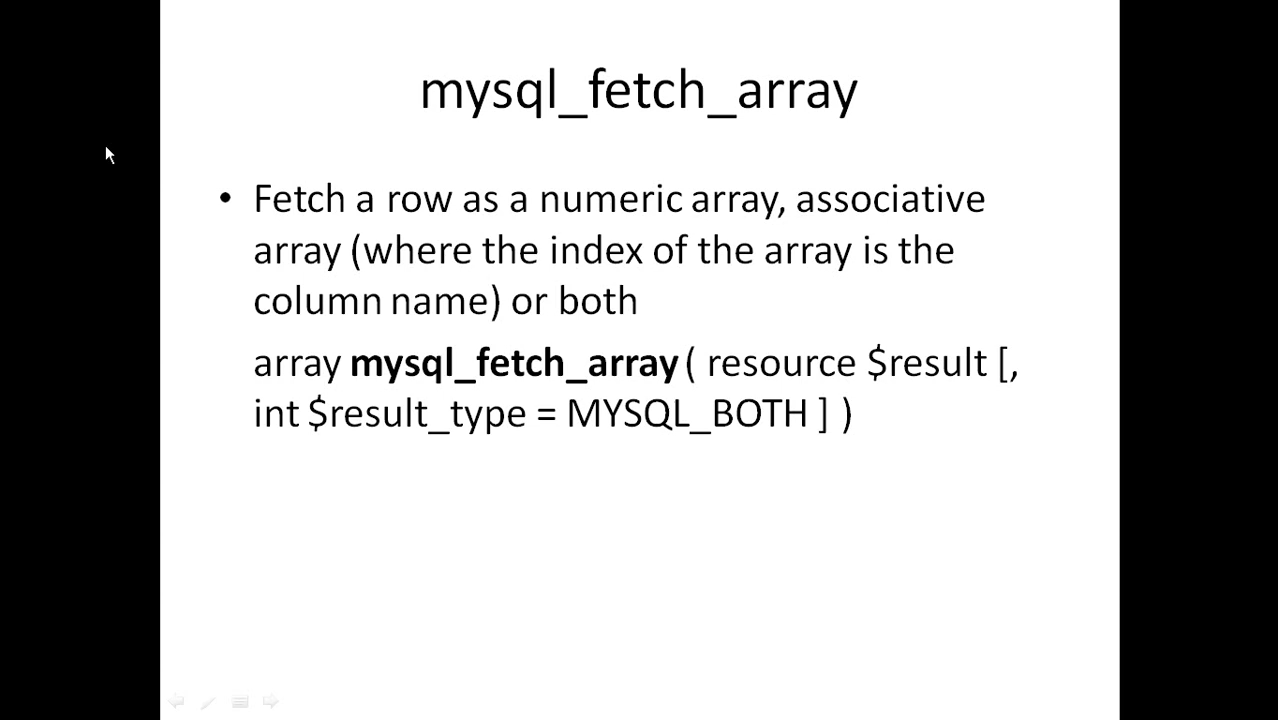 mysql_fetch_array
• Fetch a row as a numeric array, associative
array (where the index of the array is the
column name) or both
array mysql_fetch_array ( resource $result [,
int $result_type = MYSQL_BOTH ] )